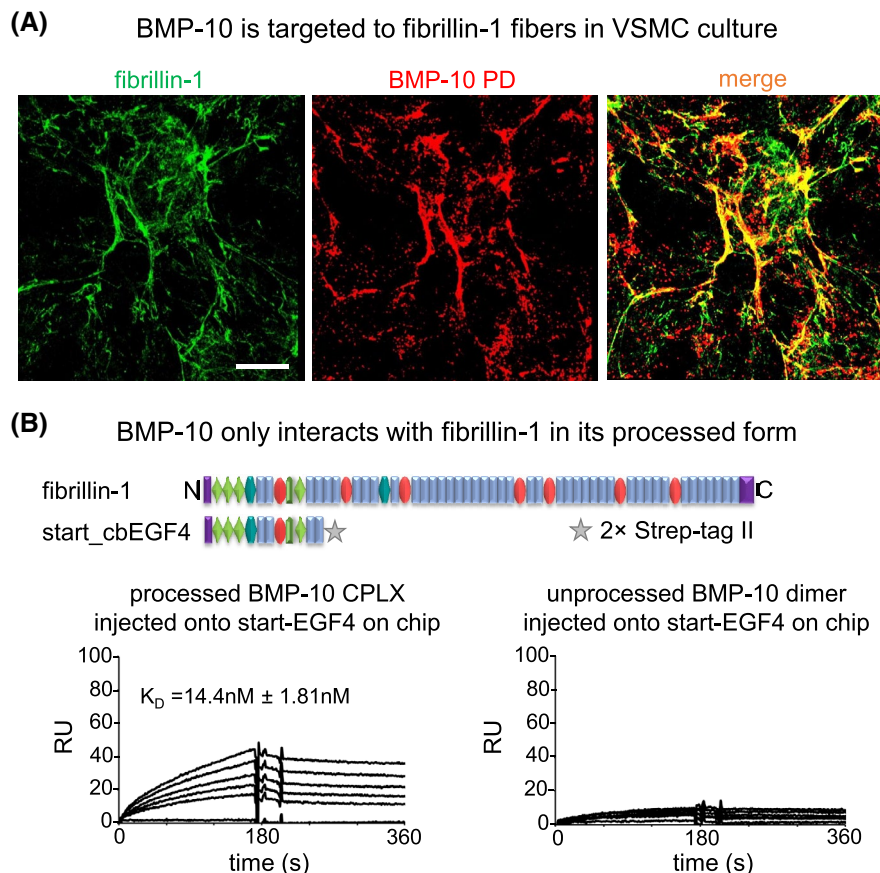 (A)
BMP-10 is targeted to fibrillin-1 fibers in VSMC culture
fibrillin-1
BMP-10 PD
merge
(B)
BMP-10 only interacts with fibrillin-1 in its processed form
fibrillin-1 N C
start_cbEGF4 2× Strep-tag II
processed BMP-10 CPLX
injected onto start-EGF4 on chip
100
80
60
40
20
0
RU
K_D =14.4nM ± 1.81nM
0 180 360
time (s)
unprocessed BMP-10 dimer
injected onto start-EGF4 on chip
100
80
60
40
20
0
RU
0 180 360
time (s)